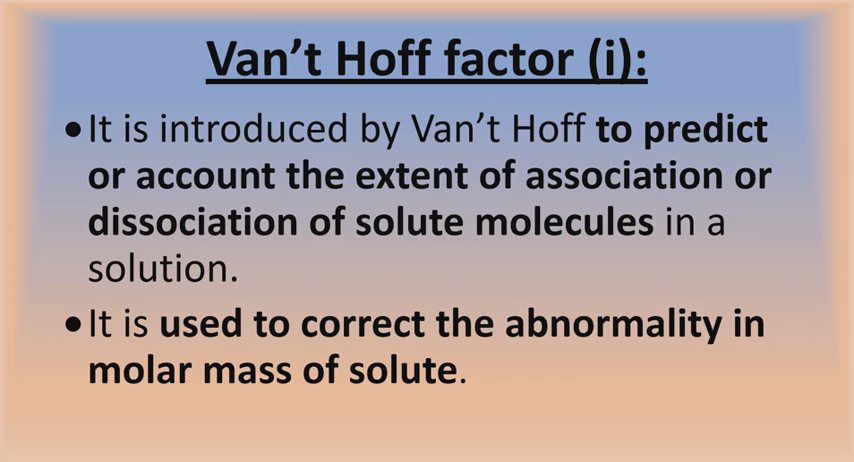 Van’t Hoff factor (i):
•It is introduced by Van’t Hoff to predict
or account the extent of association or
dissociation of solute molecules in a
solution.
•It is used to correct the abnormality in
molar mass of solute.